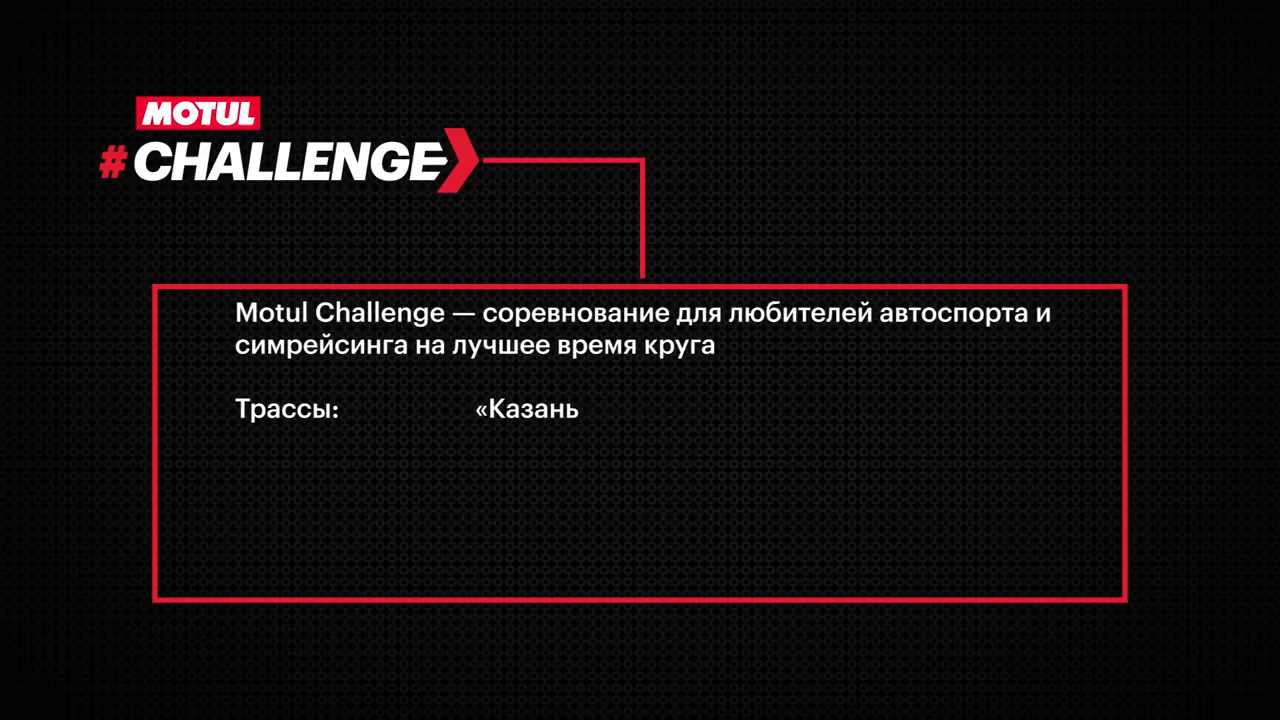 MOTUL
#CHALLENGE
Motul Challenge — соревнование для любителей автоспорта и
симрейсинга на лучшее время круга
Трассы: «Казань